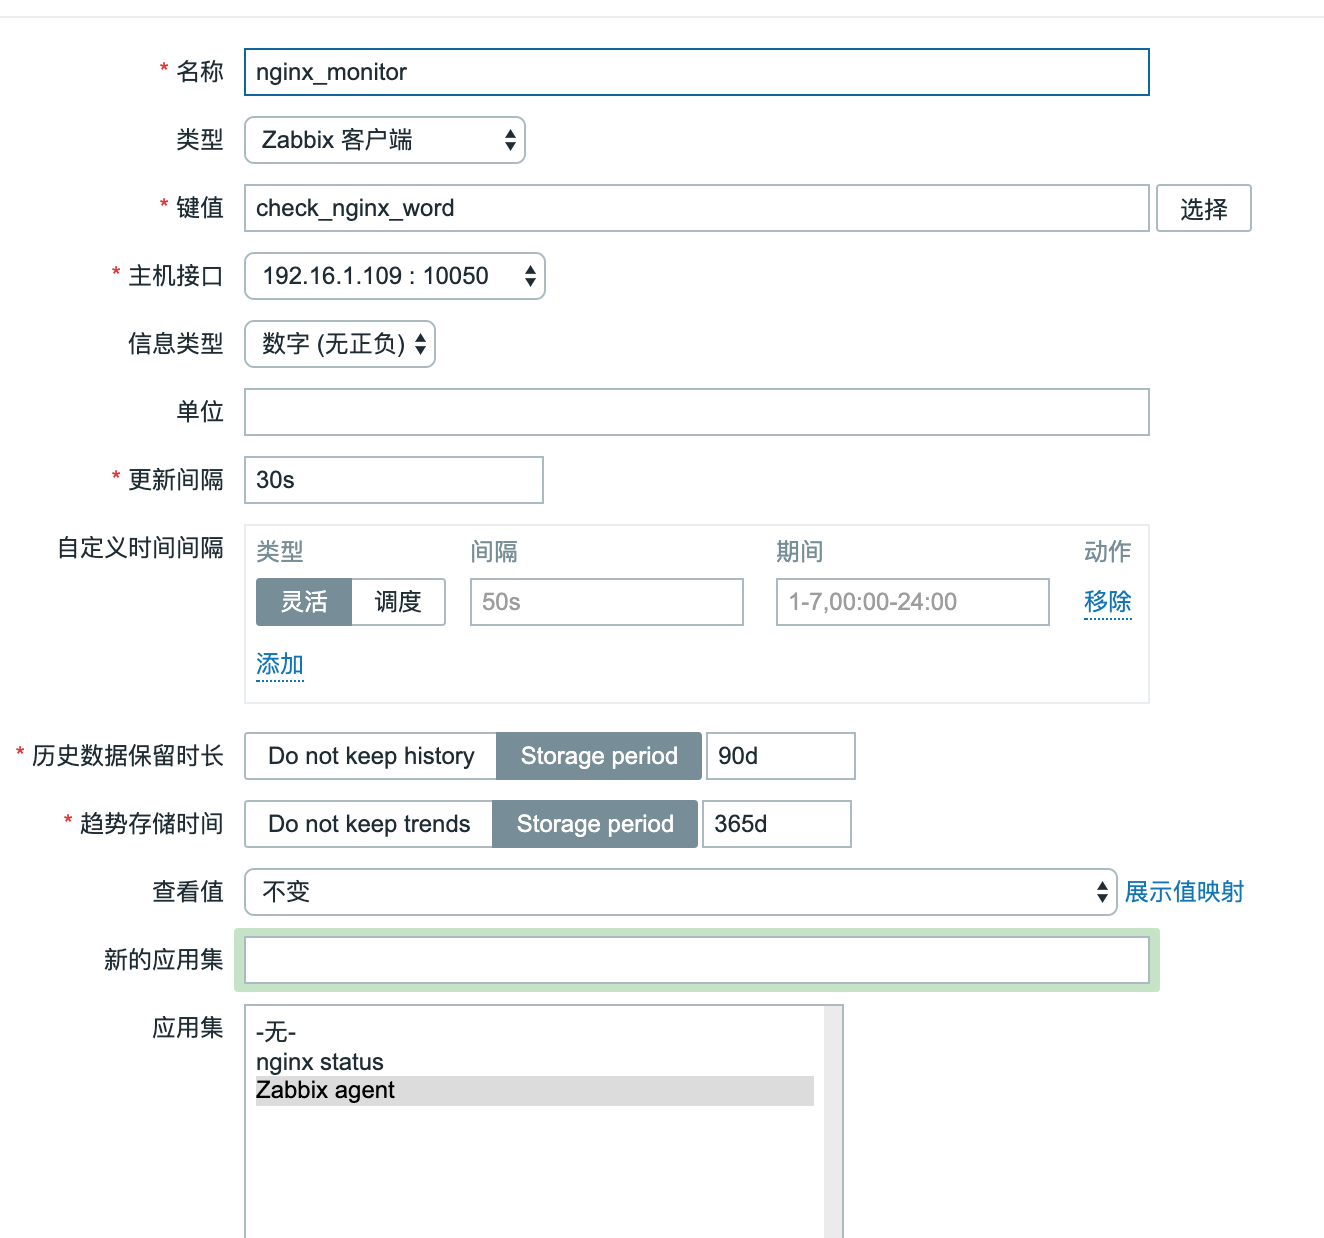 * 名称 nginx_monitor
类型 Zabbix 客户端
* 键值 check_nginx_word 选择
* 主机接口 192.16.1.109 : 10050
信息类型 数字 (无正负)
单位
* 更新间隔 30s
自定义时间间隔 类型 间隔 期间 动作
灵活 调度 50s 1-7,00:00-24:00 移除
添加
* 历史数据保留时长 Do not keep history Storage period 90d
* 趋势存储时间 Do not keep trends Storage period 365d
查看值 不变 展示值映射
新的应用集
应用集 -无-
nginx status
Zabbix agent